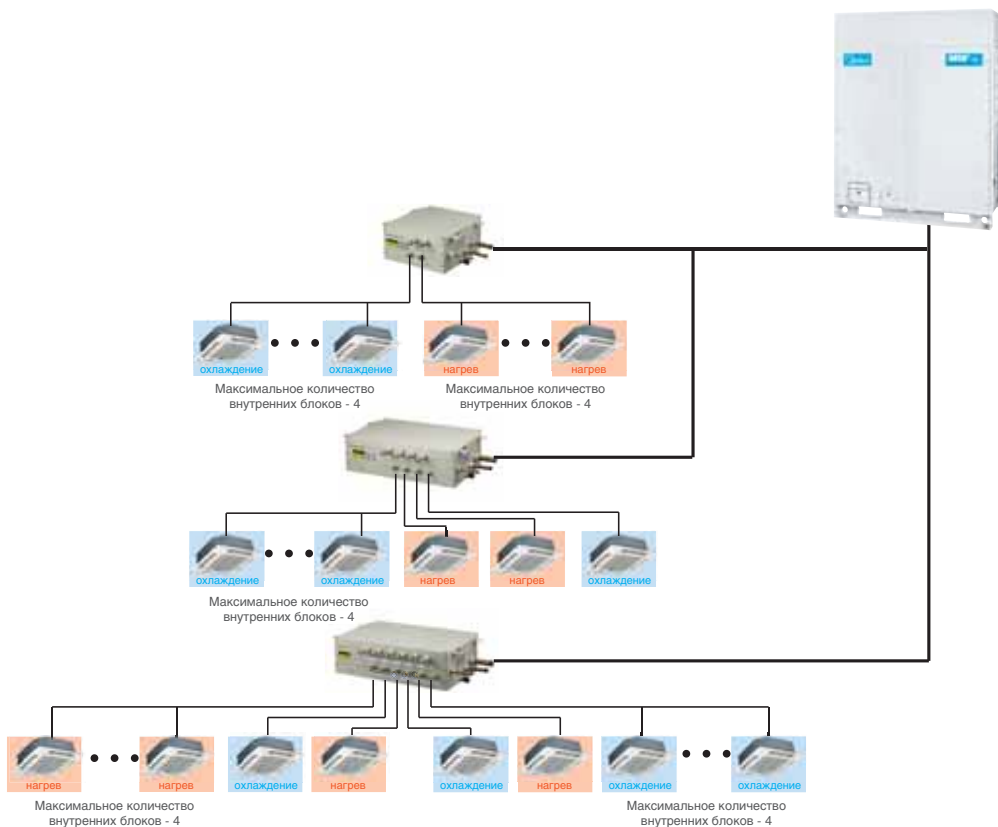 охлаждение
охлаждение
нагрев
нагрев
Максимальное количество
внутренних блоков - 4
Максимальное количество
внутренних блоков - 4
охлаждение
охлаждение
нагрев
нагрев
охлаждение
Максимальное количество
внутренних блоков - 4
нагрев
нагрев
охлаждение
нагрев
охлаждение
нагрев
охлаждение
охлаждение
Максимальное количество
внутренних блоков - 4
Максимальное количество
внутренних блоков - 4